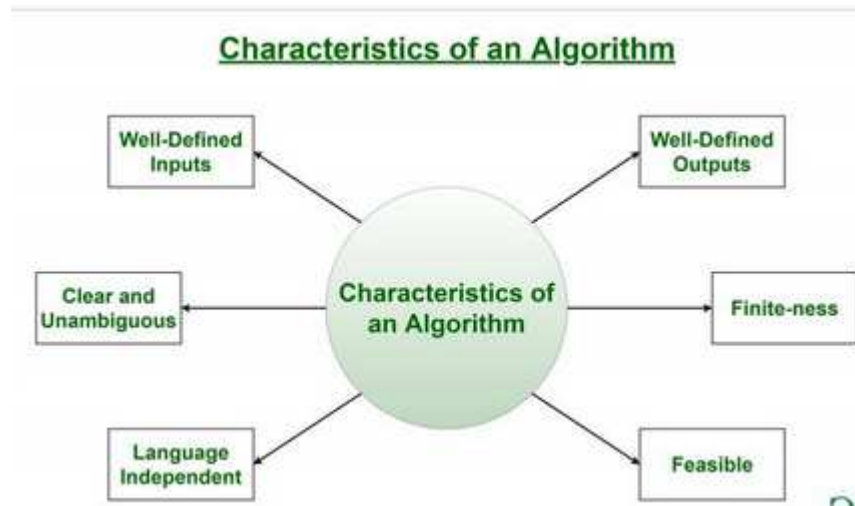 Characteristics of an Algorithm
Well-Defined
Inputs
Well-Defined
Outputs
Clear and
Unambiguous
Characteristics of
an Algorithm
Finite-ness
Language
Independent
Feasible